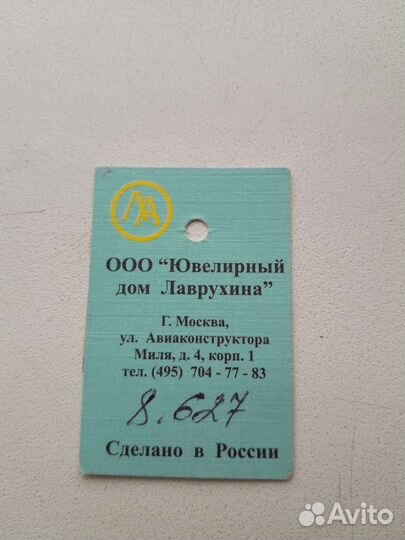 ООО “Ювелирный
дом Лаврухина”
Г. Москва,
ул. Авиаконструктора
Миля, д. 4, корп. 1
тел. (495) 704 - 77 - 83
8.627
Сделано в России
Avito